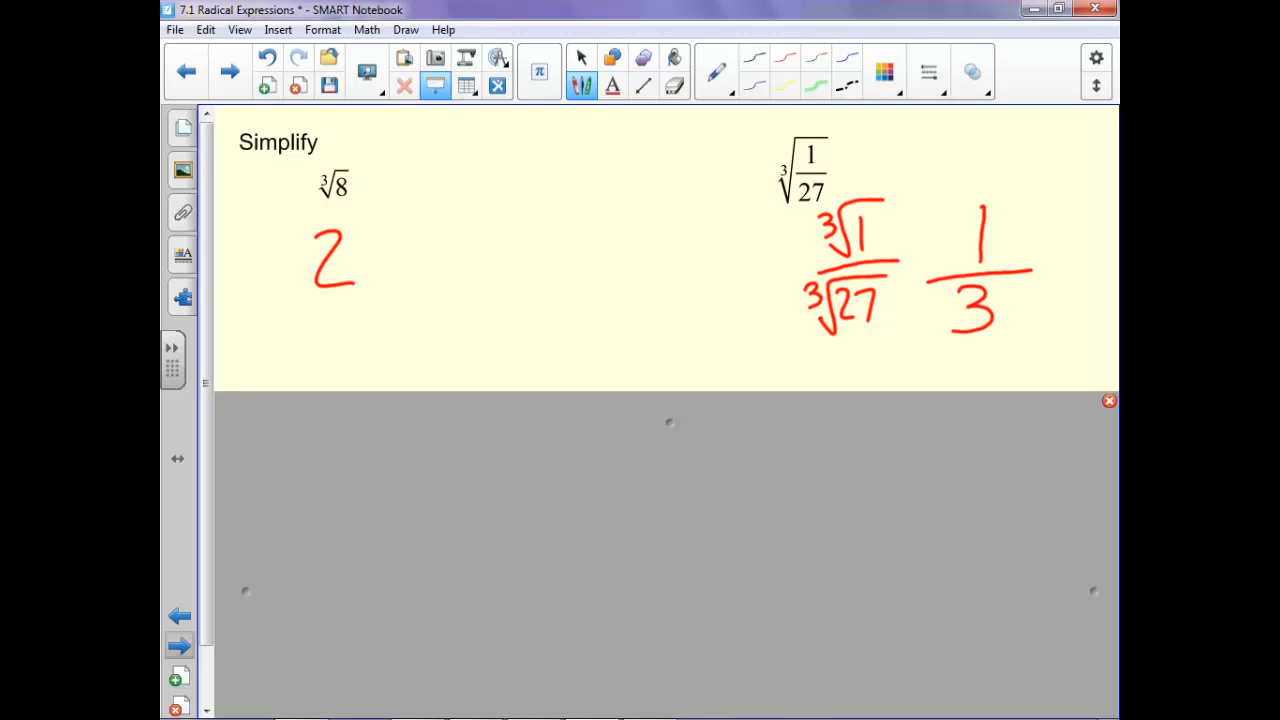 7.1 Radical Expressions * - SMART Notebook
File Edit View Insert Format Math Draw Help
π
A
A
Simplify
∛8
∛(1/27)
2
∛1/∛27 1/3